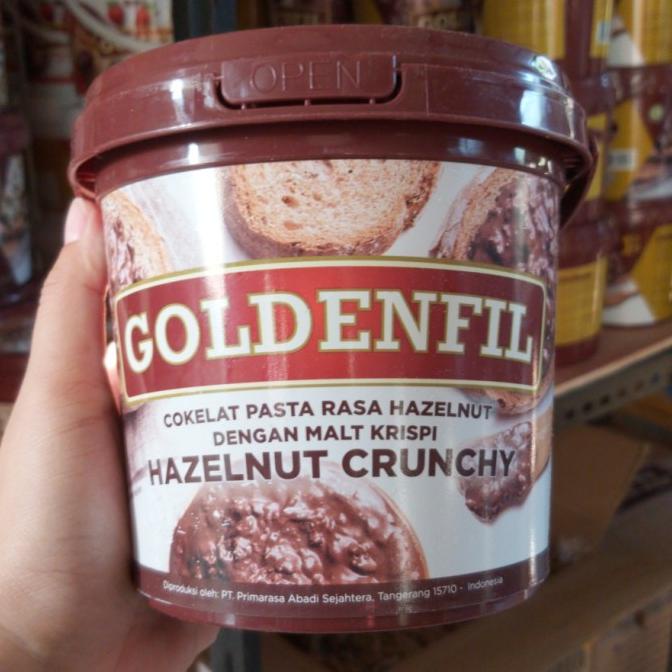 OPEN
GOLDENFIL
COKELAT PASTA RASA HAZELNUT
DENGAN MALT KRISPI
HAZELNUT CRUNCHY
Diproduksi oleh: PT. Primarasa Abadi Sejahtera, Tangerang 15710 - Indonesia